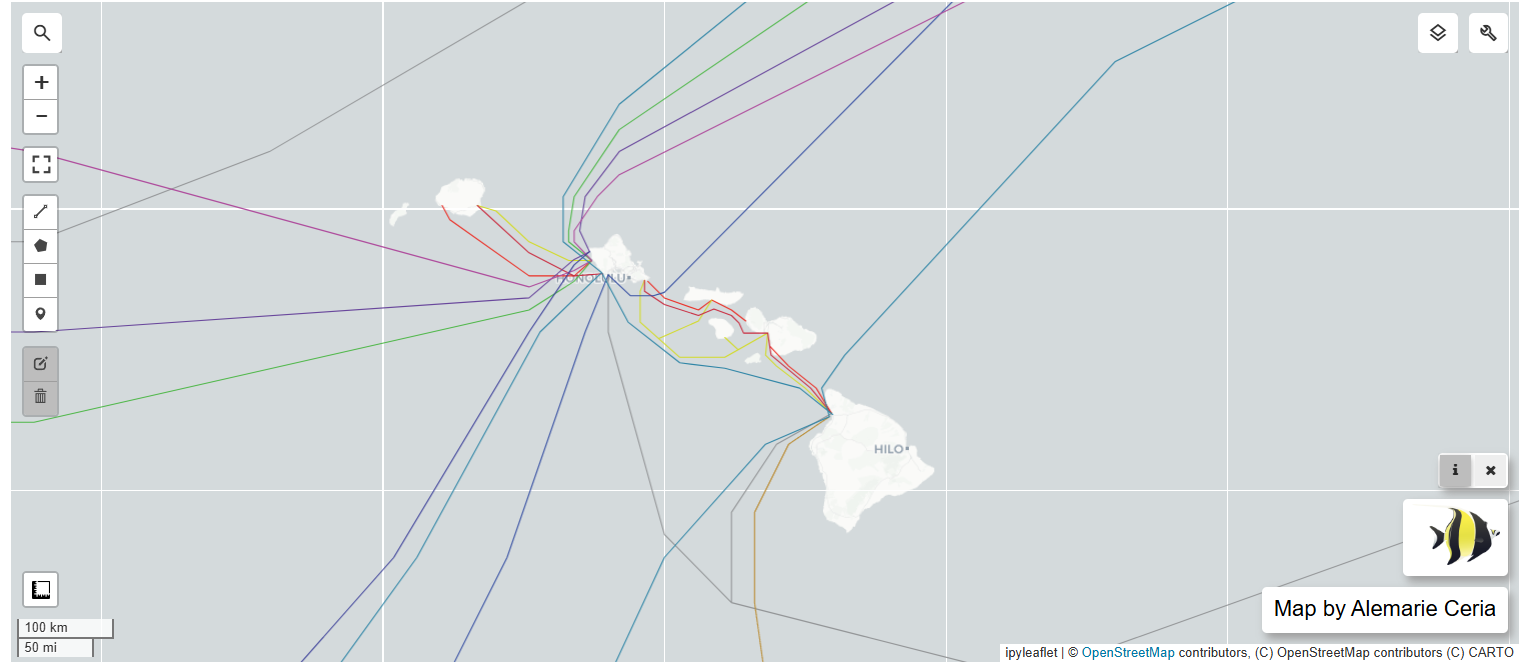 +
−
HONOLULU
HILO
i
Map by Alemarie Ceria
100 km
50 mi
ipyleaflet | © OpenStreetMap contributors, (C) OpenStreetMap contributors (C) CARTO